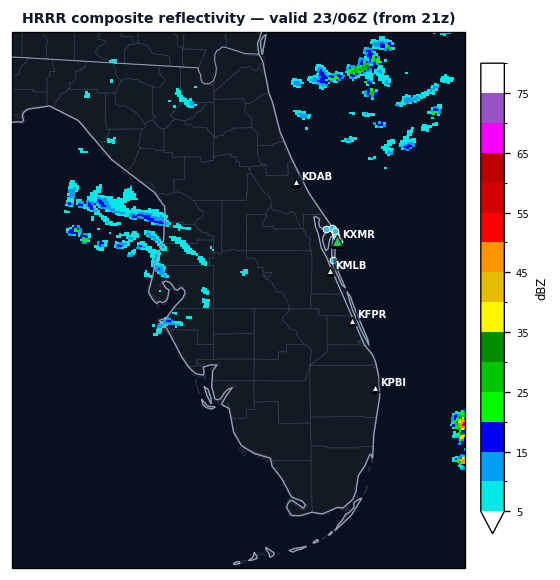 HRRR composite reflectivity — valid 23/06Z (from 21z)
KDAB
KXMR
KMLB
KFPR
KPBI
75
65
55
45
35
25
15
5
dBZ